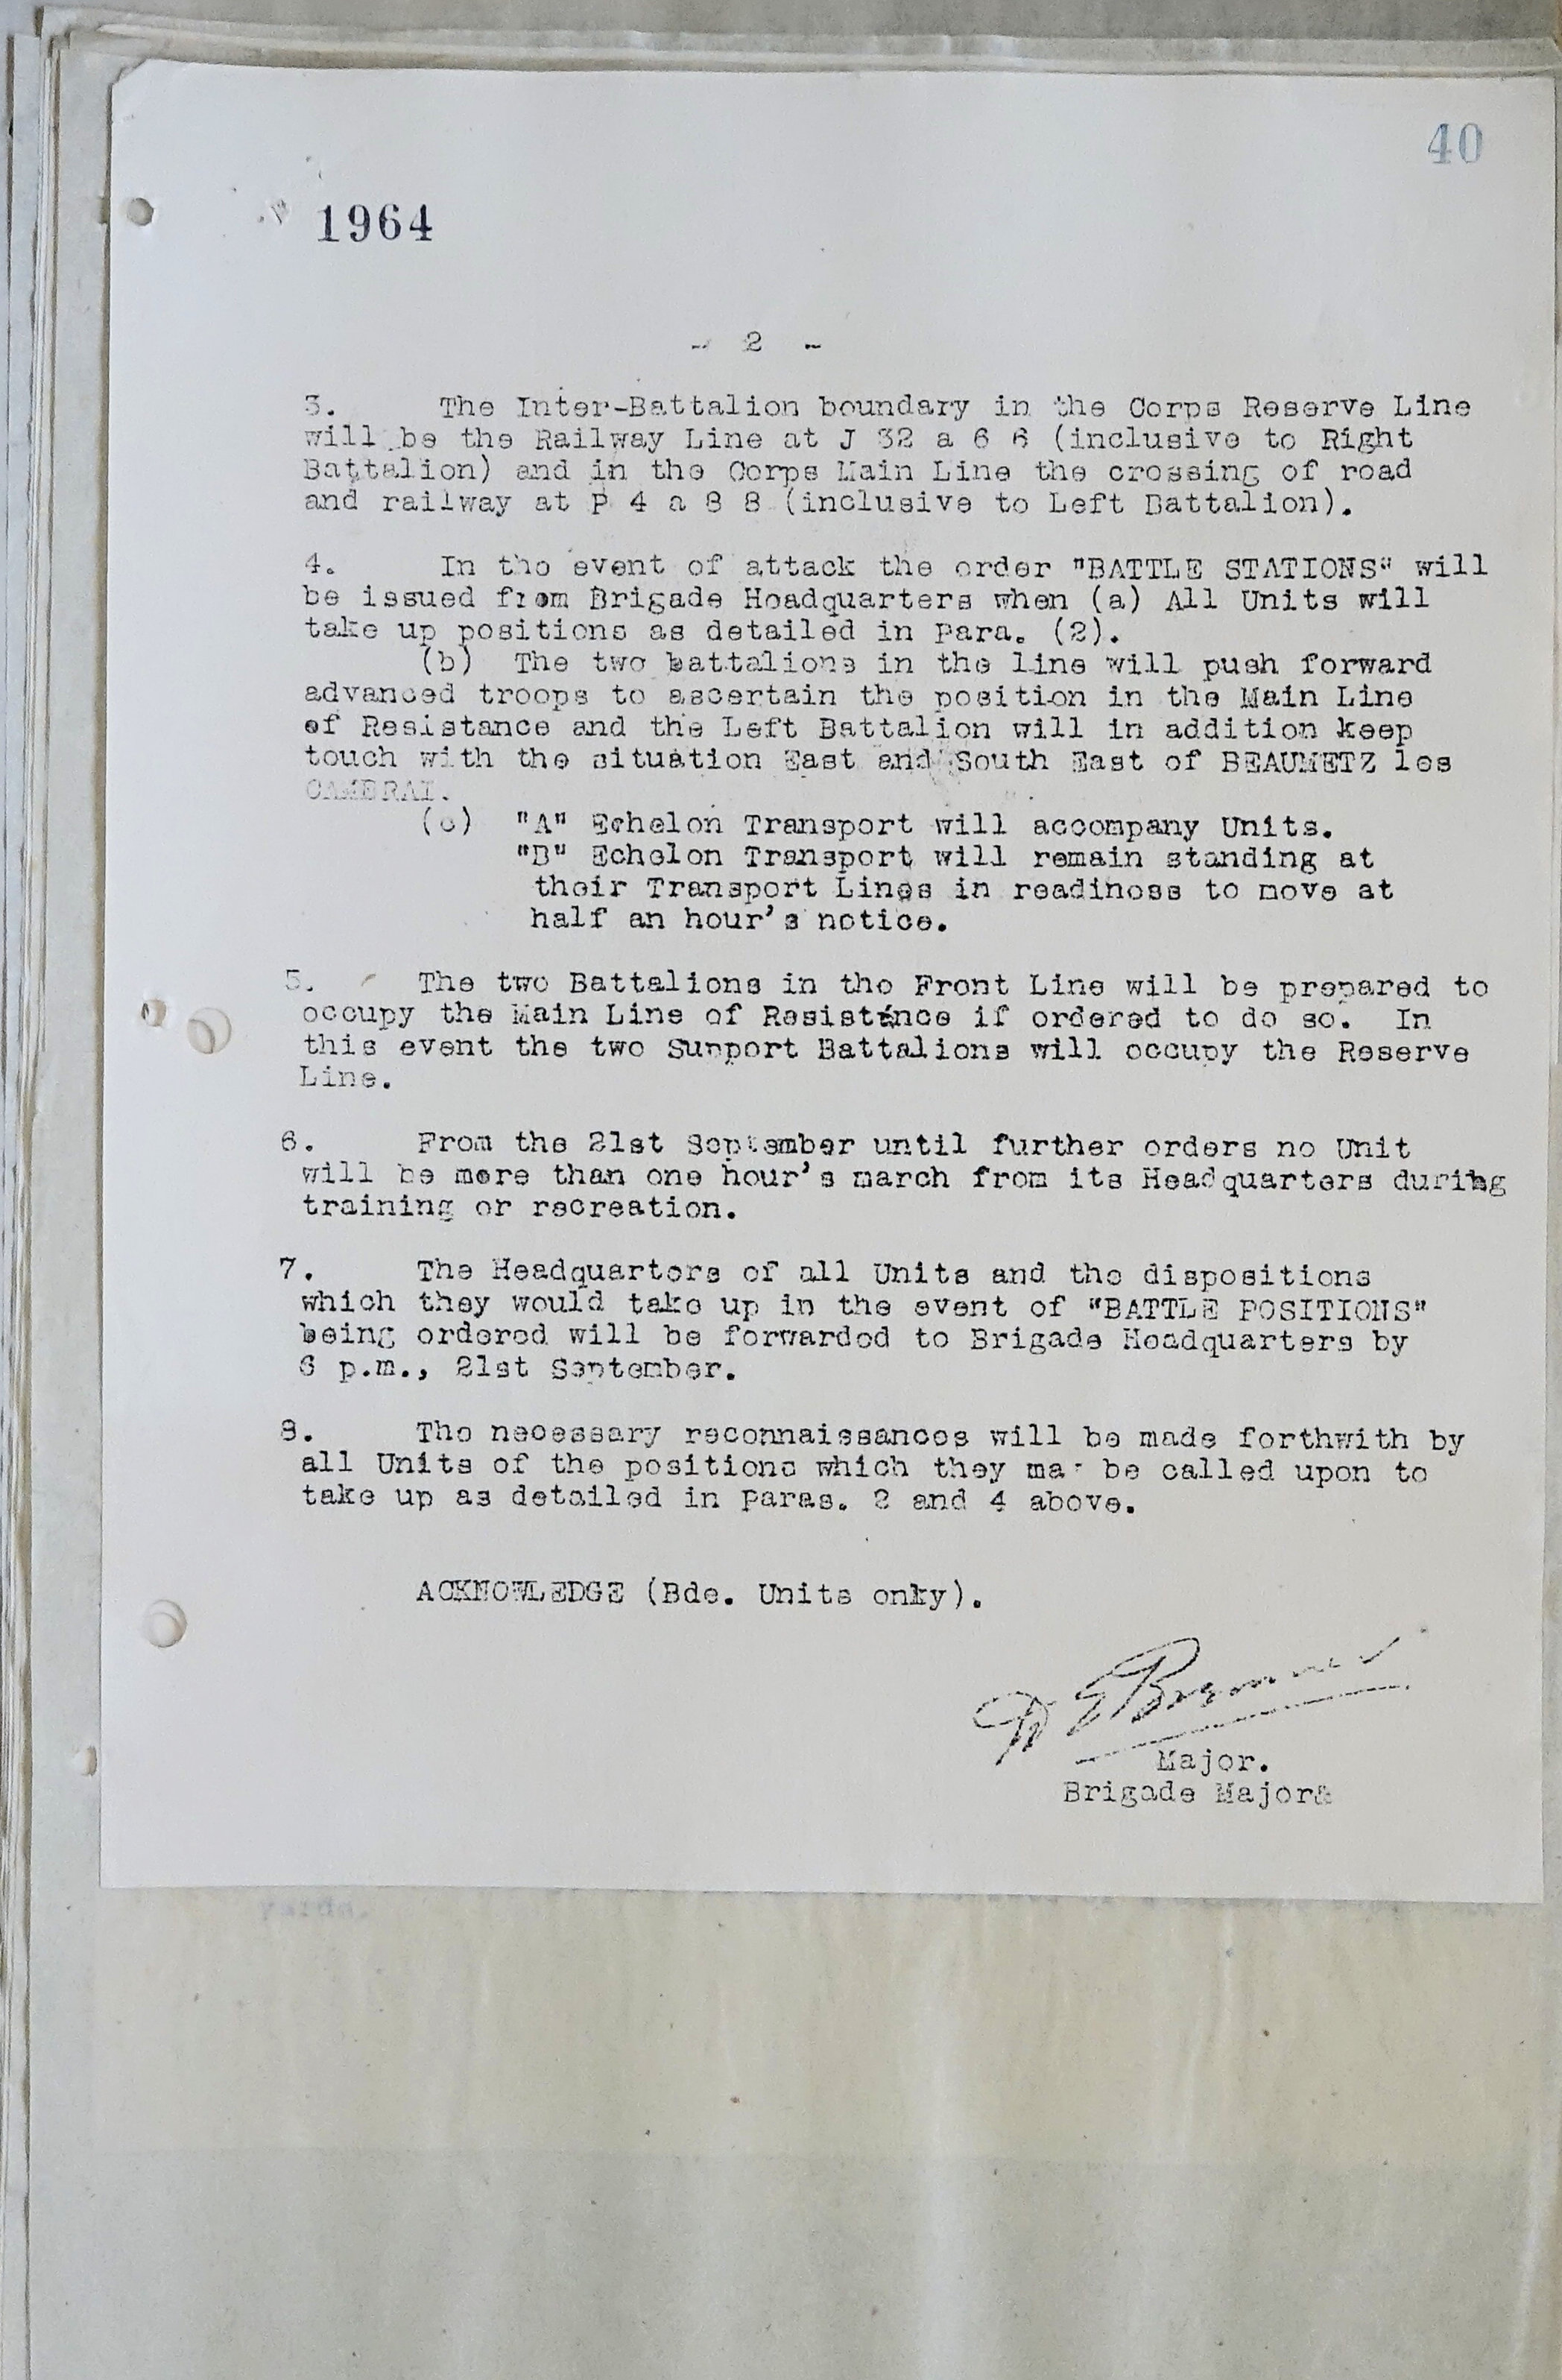 40
1964
- 2 -
3. The Inter-Battalion boundary in the Corps Reserve Line
will be the Railway Line at J 32 a 6 6 (inclusive to Right
Battalion) and in the Corps Main Line the crossing of road
and railway at P 4 a 8 8 (inclusive to Left Battalion).
4. In the event of attack the order "BATTLE STATIONS" will
be issued from Brigade Headquarters when (a) All Units will
take up positions as detailed in Para. (2).
(b) The two battalions in the line will push forward
advanced troops to ascertain the position in the Main Line
of Resistance and the Left Battalion will in addition keep
touch with the situation East and South East of BEAUMETZ les
CAMBRAI.
(c) "A" Echelon Transport will accompany Units.
"B" Echelon Transport will remain standing at
their Transport Lines in readiness to move at
half an hour's notice.
5. The two Battalions in the Front Line will be prepared to
occupy the Main Line of Resistance if ordered to do so. In
this event the two Support Battalions will occupy the Reserve
Line.
6. From the 21st September until further orders no Unit
will be more than one hour's march from its Headquarters during
training or recreation.
7. The Headquarters of all Units and the dispositions
which they would take up in the event of "BATTLE POSITIONS"
being ordered will be forwarded to Brigade Headquarters by
6 p.m., 21st September.
8. The necessary reconnaissances will be made forthwith by
all Units of the positions which they may be called upon to
take up as detailed in Paras. 2 and 4 above.
ACKNOWLEDGE (Bde. Units only).
Major.
Brigade Major
yards.